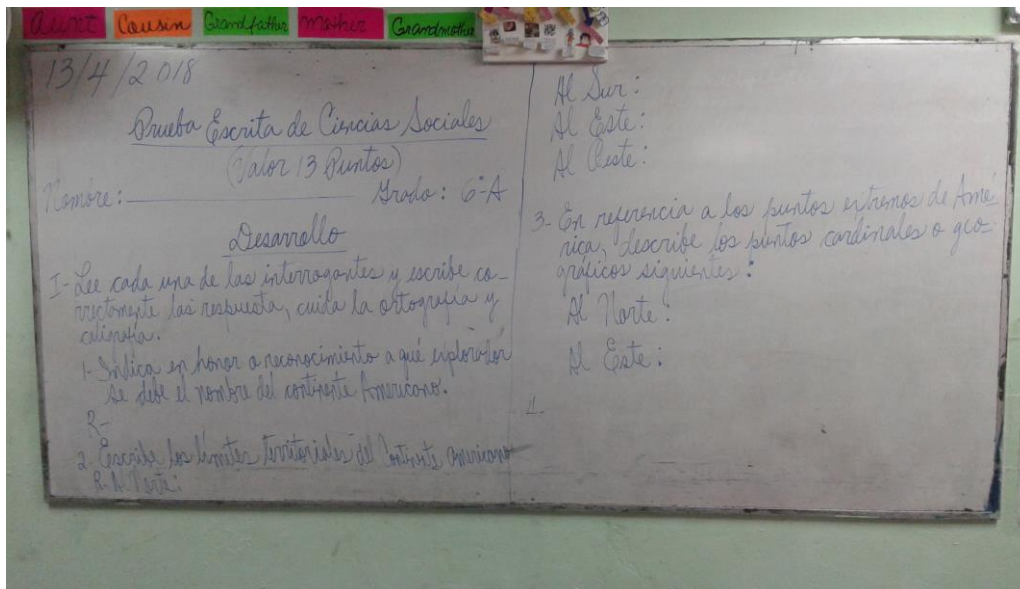 Aunt
Cousin
Grandfather
Mother
Grandmother
13/4/2018
Prueba Escrita de Ciencias Sociales
(Valor 13 Puntos)
Nombre: ____________ Grado: 6°-A
Desarrollo
I- Lee cada una de las interrogantes y escribe co-
rrectamente las respuesta, cuida la ortografía y
caligrafía.
1- Indica en honor o reconocimiento a qué explorador
se debe el nombre del continente Americano.
R-
2. Escribe los límites territoriales del Continente americano
R. Al Norte:
Al Sur:
Al Este:
Al Oeste:
3- En referencia a los puntos extremos de Amé-
rica, describe los puntos cardinales o geo-
gráficos siguientes:
Al Norte:
Al Este:
4-